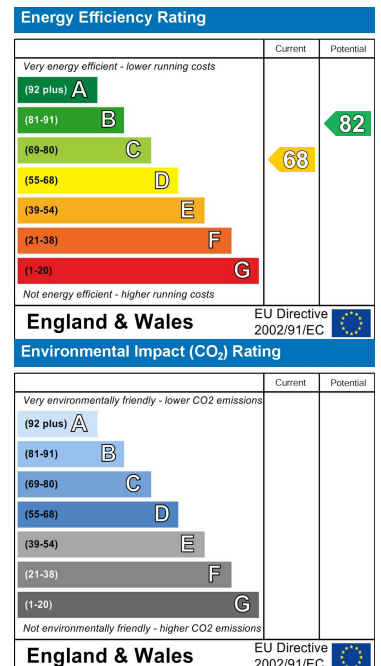 Energy Efficiency Rating
Current Potential
Very energy efficient - lower running costs
(92 plus) A
(81-91) B
82
(69-80) C
68
(55-68) D
(39-54) E
(21-38) F
(1-20) G
Not energy efficient - higher running costs
England & Wales
EU Directive
2002/91/EC
Environmental Impact (CO₂) Rating
Current Potential
Very environmentally friendly - lower CO2 emissions
(92 plus) A
(81-91) B
(69-80) C
(55-68) D
(39-54) E
(21-38) F
(1-20) G
Not environmentally friendly - higher CO2 emissions
England & Wales
EU Directive
2002/91/EC